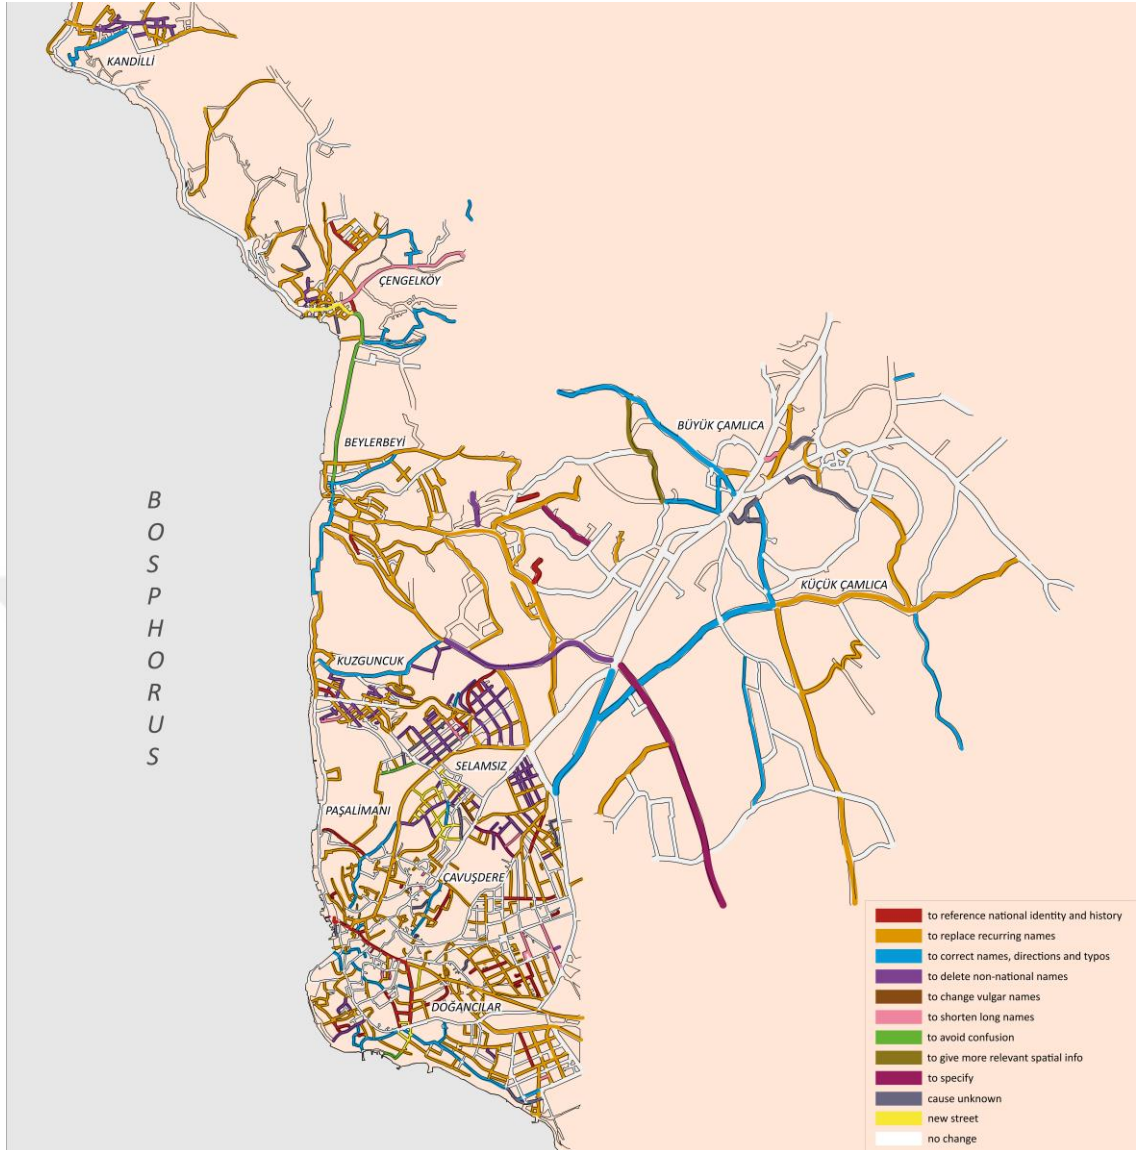 KANDİLLİ
ÇENGELKÖY
BEYLERBEYİ
BÜYÜK ÇAMLICA
B
O
S
P
H
O
R
U
S
KÜÇÜK ÇAMLICA
KUZGUNCUK
SELAMSIZ
PAŞALİMANI
ÇAVUŞDERE
DOĞANCILAR
to reference national identity and history
to replace recurring names
to correct names, directions and typos
to delete non-national names
to change vulgar names
to shorten long names
to avoid confusion
to give more relevant spatial info
to specify
cause unknown
new street
no change